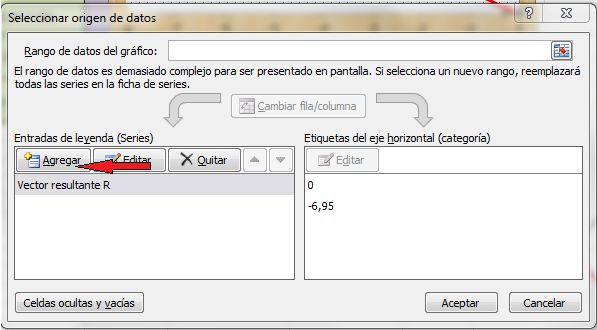 Seleccionar origen de datos
Rango de datos del gráfico:
El rango de datos es demasiado complejo para ser presentado en pantalla. Si selecciona un nuevo rango, reemplazará
todas las series en la ficha de series.
Cambiar fila/columna
Entradas de leyenda (Series)
Agregar
Editar
Quitar
Vector resultante R
Etiquetas del eje horizontal (categoría)
Editar
0
-6,95
Celdas ocultas y vacías
Aceptar
Cancelar